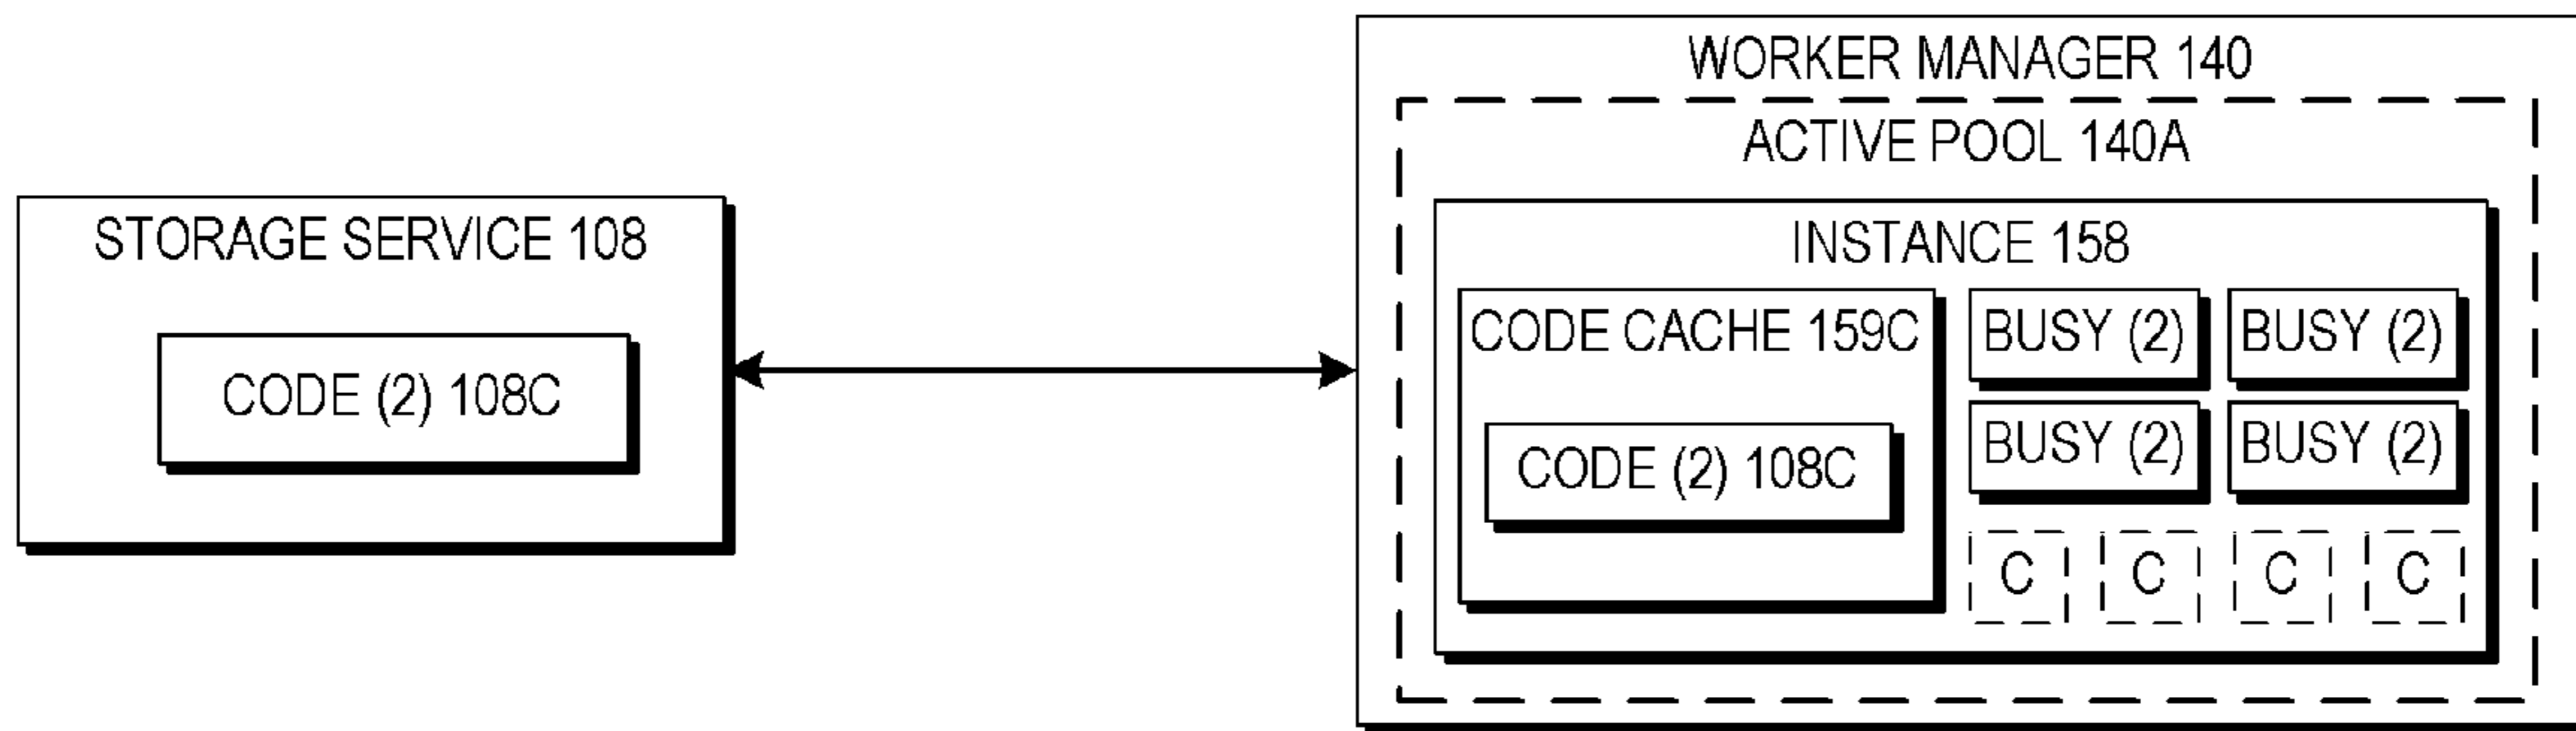 STORAGE SERVICE 108
CODE (2) 108C
WORKER MANAGER 140
ACTIVE POOL 140A
INSTANCE 158
CODE CACHE 159C
CODE (2) 108C
BUSY (2) BUSY (2)
BUSY (2) BUSY (2)
C C C C